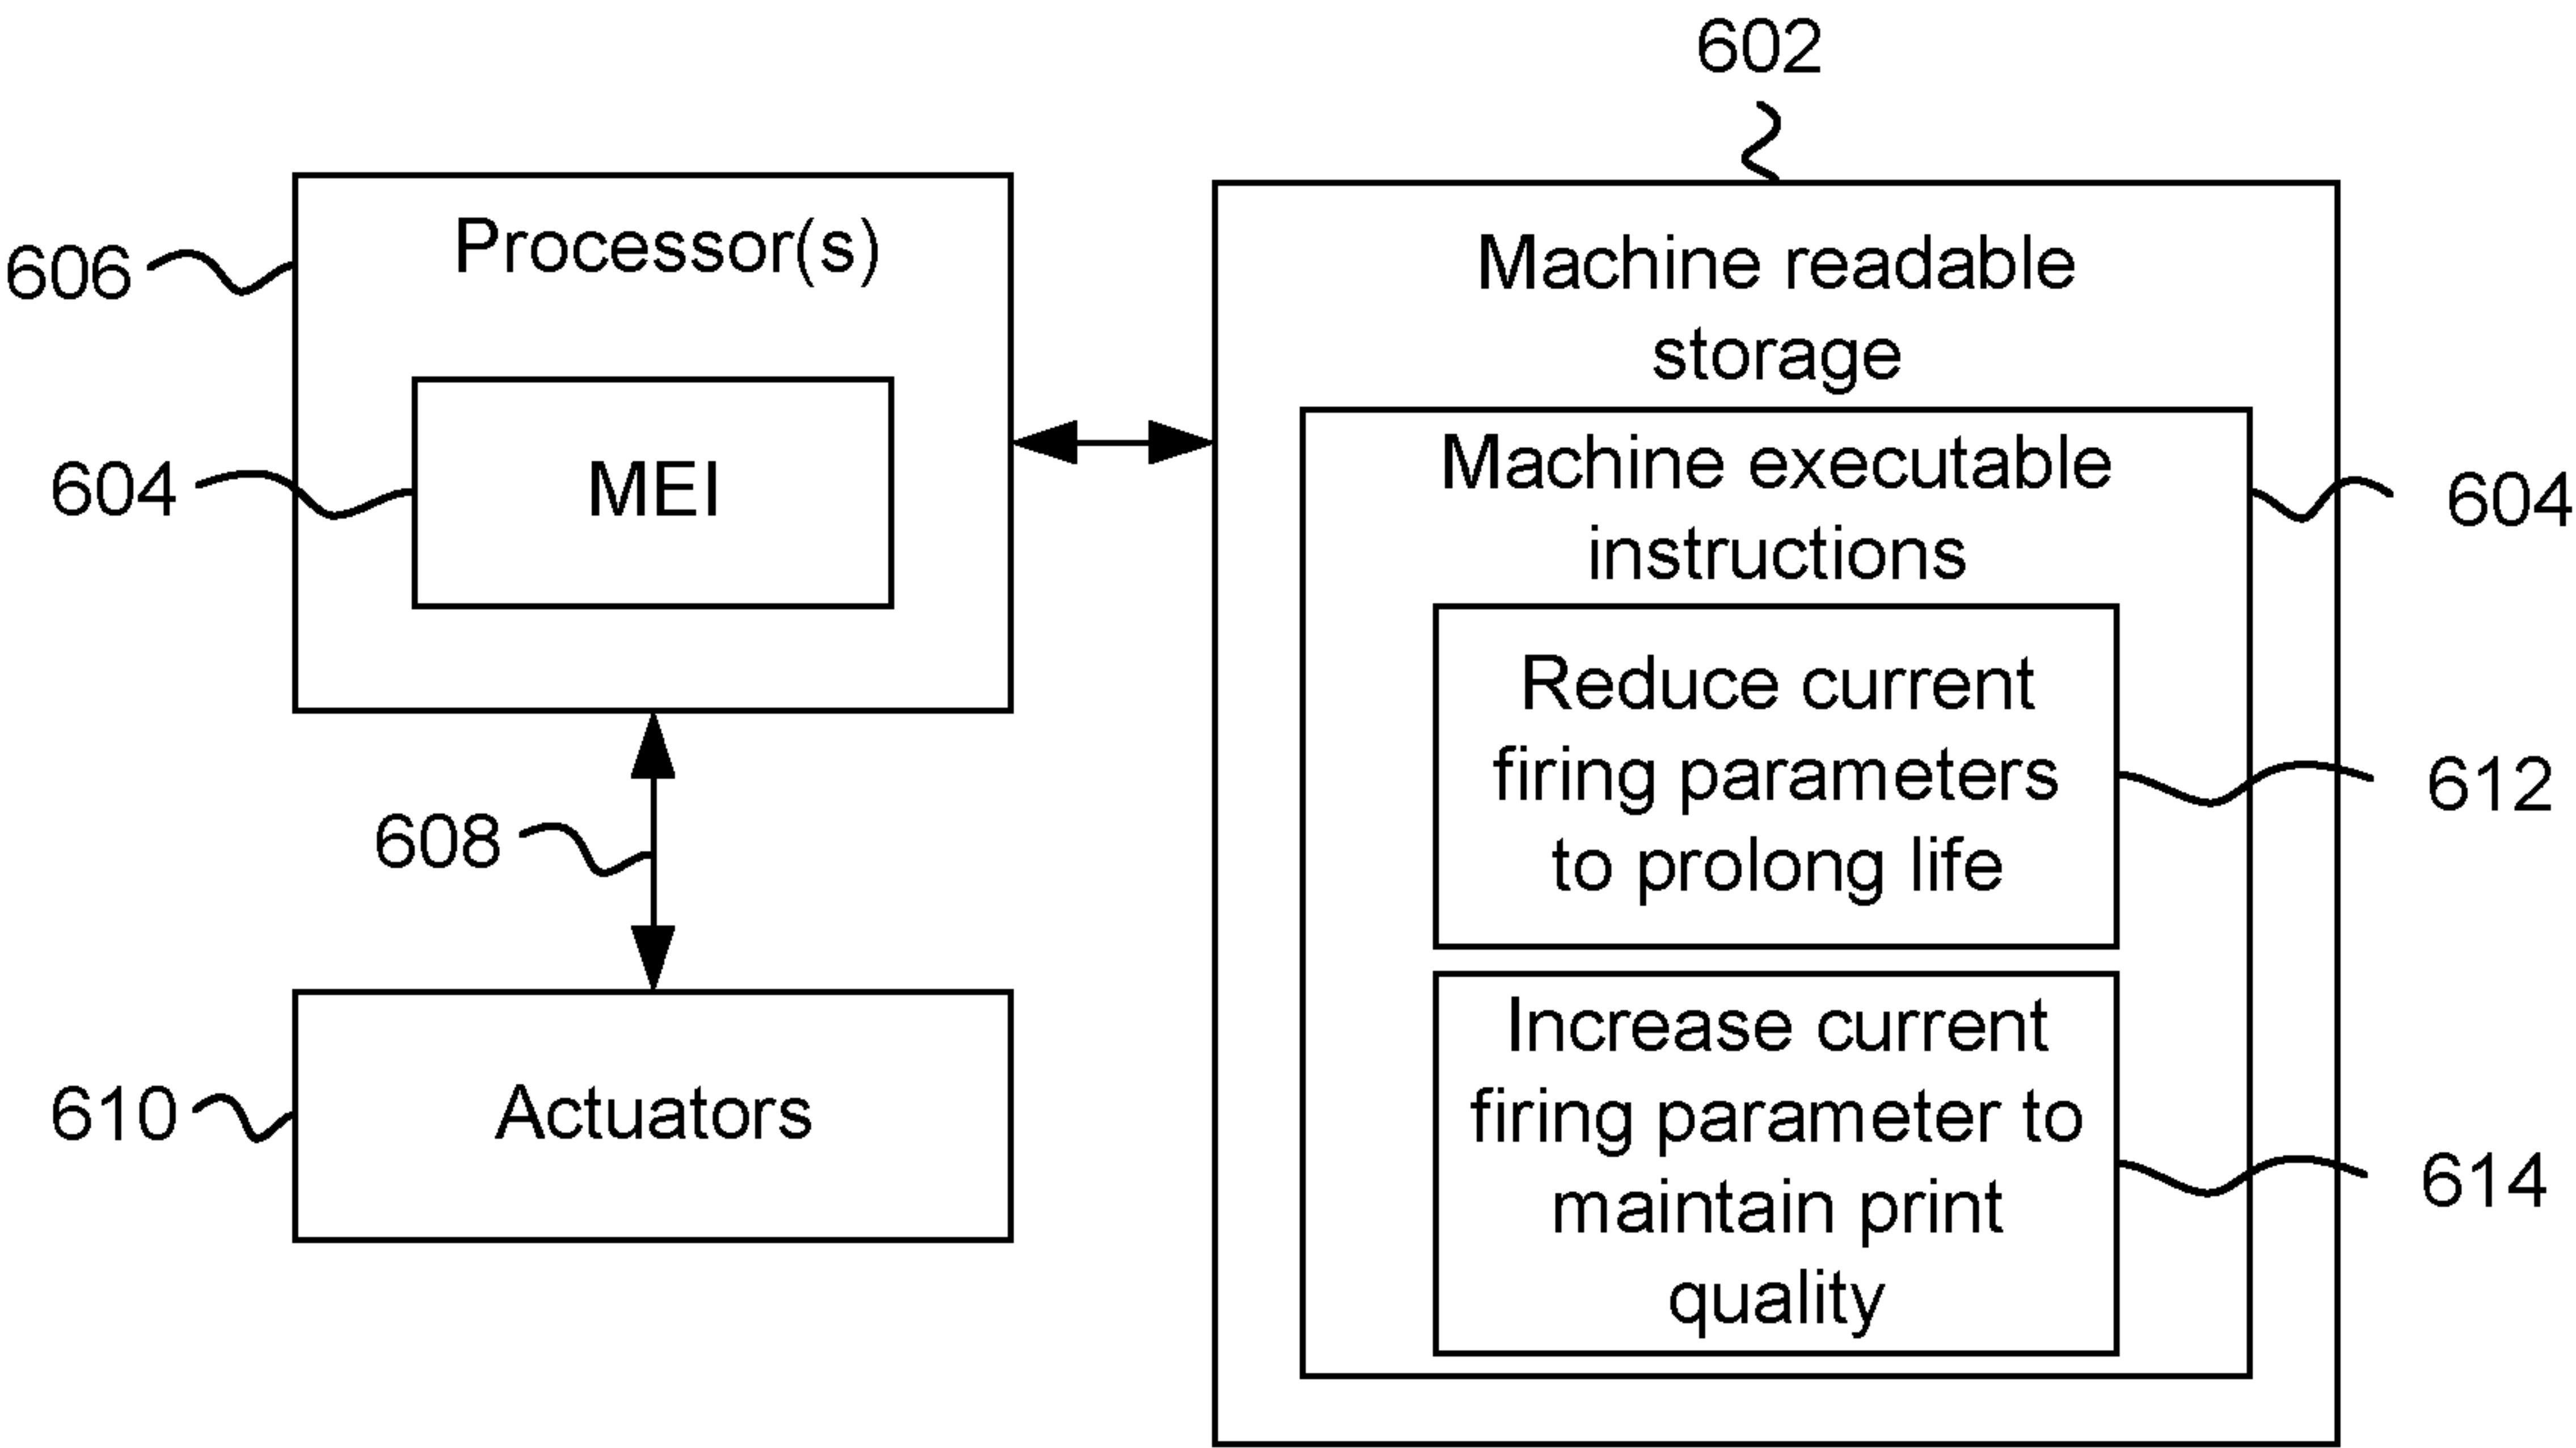 602
606
Processor(s)
604
MEI
608
610
Actuators
Machine readable
storage
Machine executable
instructions
604
Reduce current
firing parameters
to prolong life
612
Increase current
firing parameter to
maintain print
quality
614